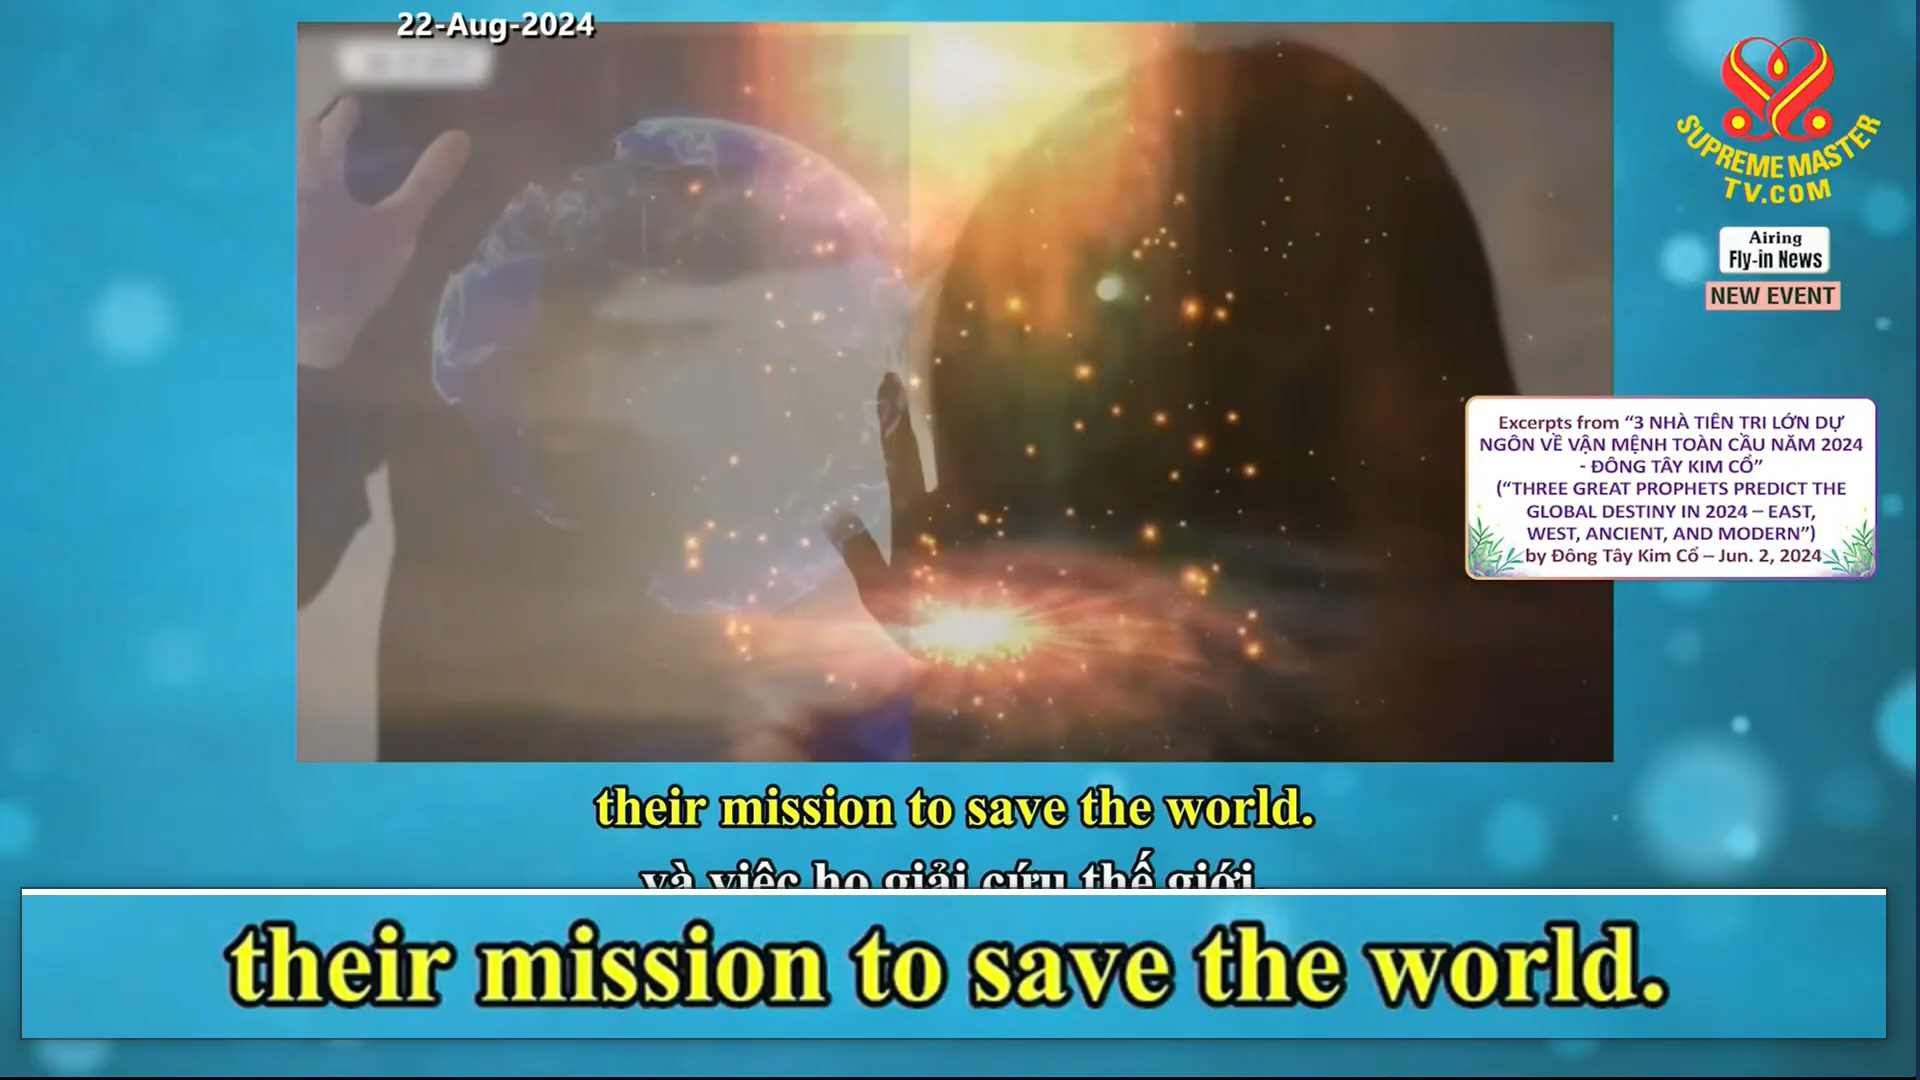 22-Aug-2024
SUPREME MASTER
TV.COM
Airing
Fly-in News
NEW EVENT
Excerpts from “3 NHÀ TIÊN TRI LỚN DỰ
NGÔN VỀ VẬN MỆNH TOÀN CẦU NĂM 2024
- ĐÔNG TÂY KIM CỔ”
(“THREE GREAT PROPHETS PREDICT THE
GLOBAL DESTINY IN 2024 – EAST,
WEST, ANCIENT, AND MODERN”)
by Đông Tây Kim Cổ – Jun. 2, 2024
their mission to save the world.
và việc họ giải cứu thế giới.
their mission to save the world.